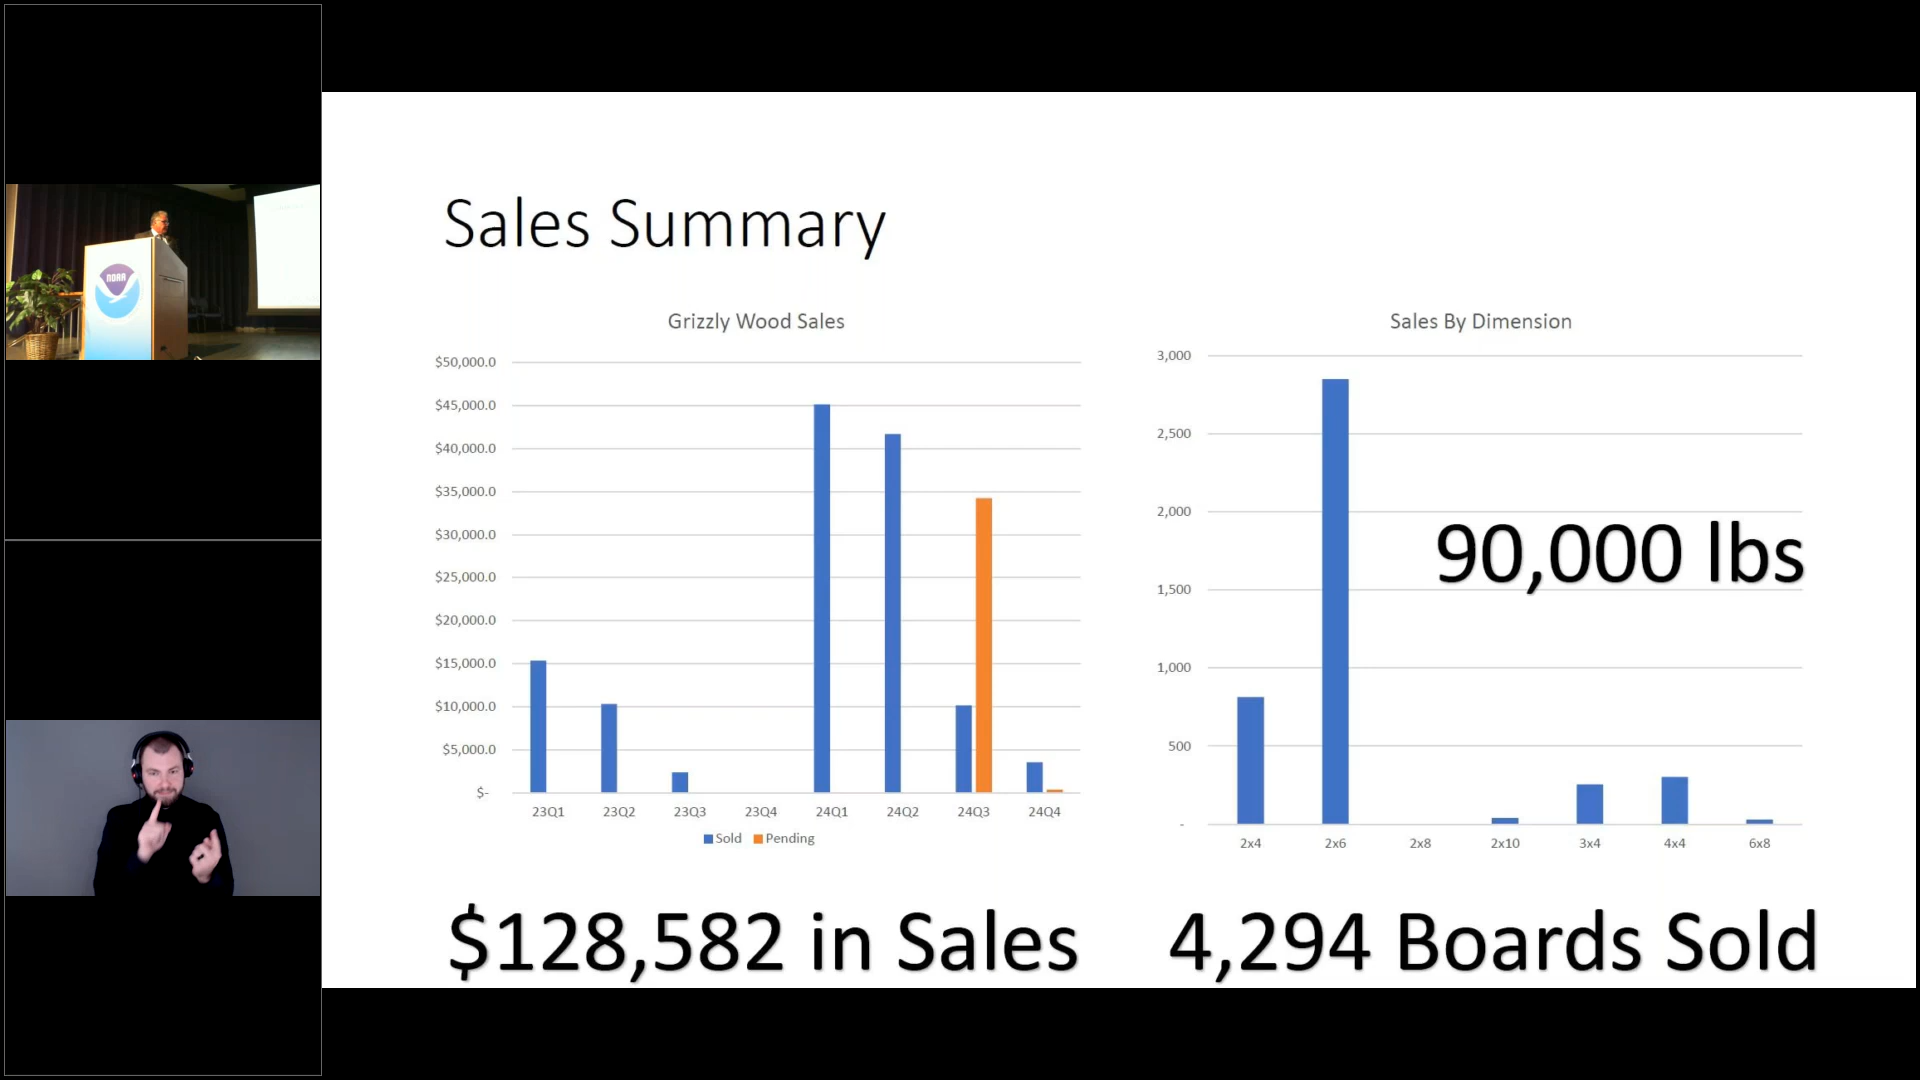 NOAA
Sales Summary
Grizzly Wood Sales
$50,000.0
$45,000.0
$40,000.0
$35,000.0
$30,000.0
$25,000.0
$20,000.0
$15,000.0
$10,000.0
$5,000.0
$-
23Q1 23Q2 23Q3 23Q4 24Q1 24Q2 24Q3 24Q4
Sold Pending
$128,582 in Sales
Sales By Dimension
3,000
2,500
2,000
1,500
1,000
500
-
90,000 lbs
2x4 2x6 2x8 2x10 3x4 4x4 6x8
4,294 Boards Sold